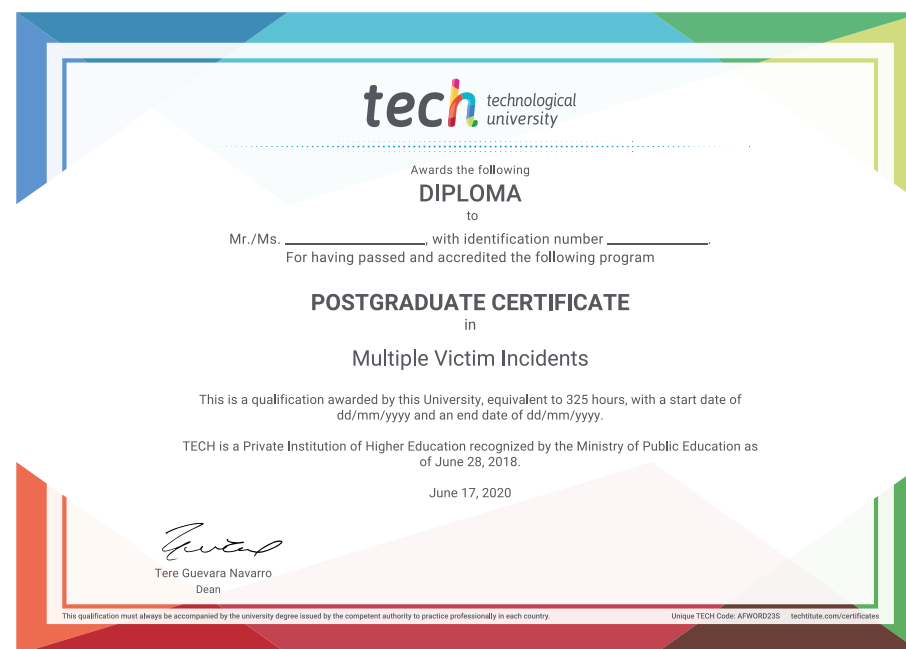 tech technological
university
Awards the following
DIPLOMA
to
Mr./Ms. ____________________, with identification number ______________.
For having passed and accredited the following program
POSTGRADUATE CERTIFICATE
in
Multiple Victim Incidents
This is a qualification awarded by this University, equivalent to 325 hours, with a start date of
dd/mm/yyyy and an end date of dd/mm/yyyy.
TECH is a Private Institution of Higher Education recognized by the Ministry of Public Education as
of June 28, 2018.
June 17, 2020
Tere Guevara Navarro
Dean
This qualification must always be accompanied by the university degree issued by the competent authority to practice professionally in each country.
Unique TECH Code: AFWORD23S techtitute.com/certificates